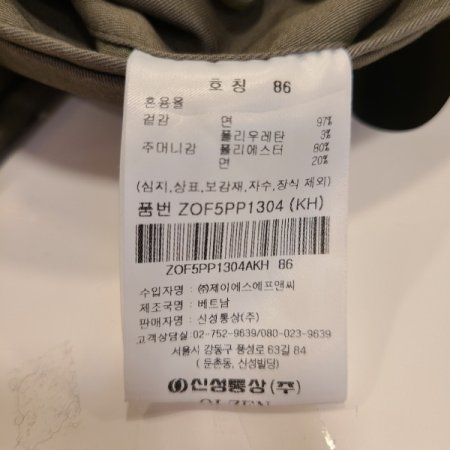 호칭 86
혼용율
겉감 면 97%
폴리우레탄 3%
주머니감 폴리에스터 80%
면 20%
(심지,상표,보강재,자수,장식 제외)
품번 ZOF5PP1304 (KH)
ZOF5PP1304AKH 86
수입자명 : ㈜제이에스에프앤씨
제조국명 : 베트남
판매자명 : 신성통상(주)
고객상담실: 02-752-9639/080-023-9639
서울시 강동구 풍성로 63길 84
( 둔촌동, 신성빌딩)
신성통상(주)
OLZEN